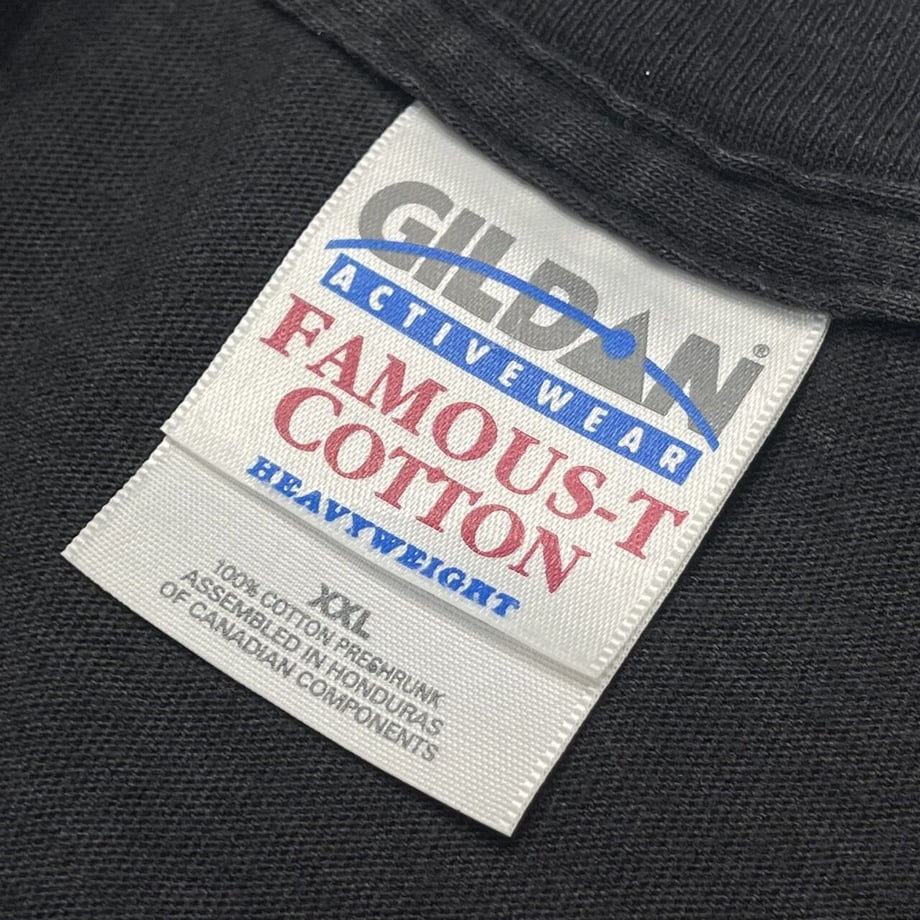 GILDAN®
ACTIVEWEAR
FAMOUS-T
COTTON
HEAVYWEIGHT
XXL
100% COTTON PRESHRUNK
ASSEMBLED IN HONDURAS
OF CANADIAN COMPONENTS